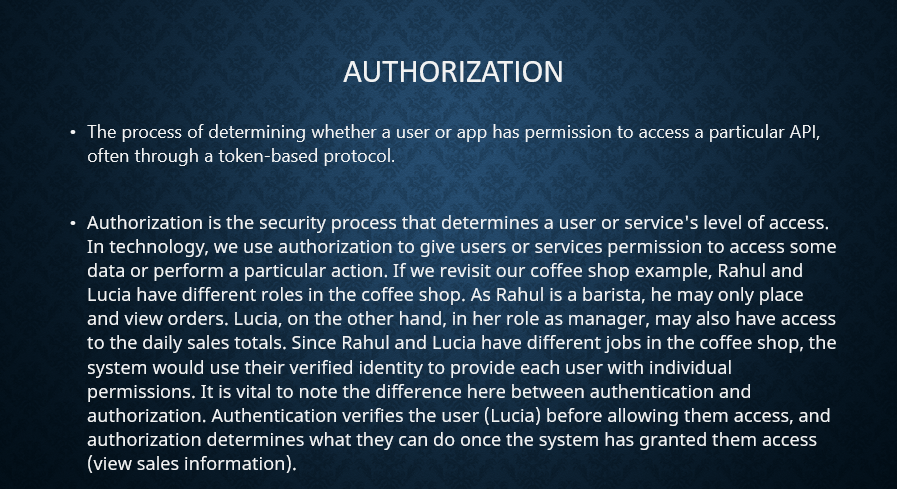 AUTHORIZATION
• The process of determining whether a user or app has permission to access a particular API,
often through a token-based protocol.
• Authorization is the security process that determines a user or service's level of access.
In technology, we use authorization to give users or services permission to access some
data or perform a particular action. If we revisit our coffee shop example, Rahul and
Lucia have different roles in the coffee shop. As Rahul is a barista, he may only place
and view orders. Lucia, on the other hand, in her role as manager, may also have access
to the daily sales totals. Since Rahul and Lucia have different jobs in the coffee shop, the
system would use their verified identity to provide each user with individual
permissions. It is vital to note the difference here between authentication and
authorization. Authentication verifies the user (Lucia) before allowing them access, and
authorization determines what they can do once the system has granted them access
(view sales information).